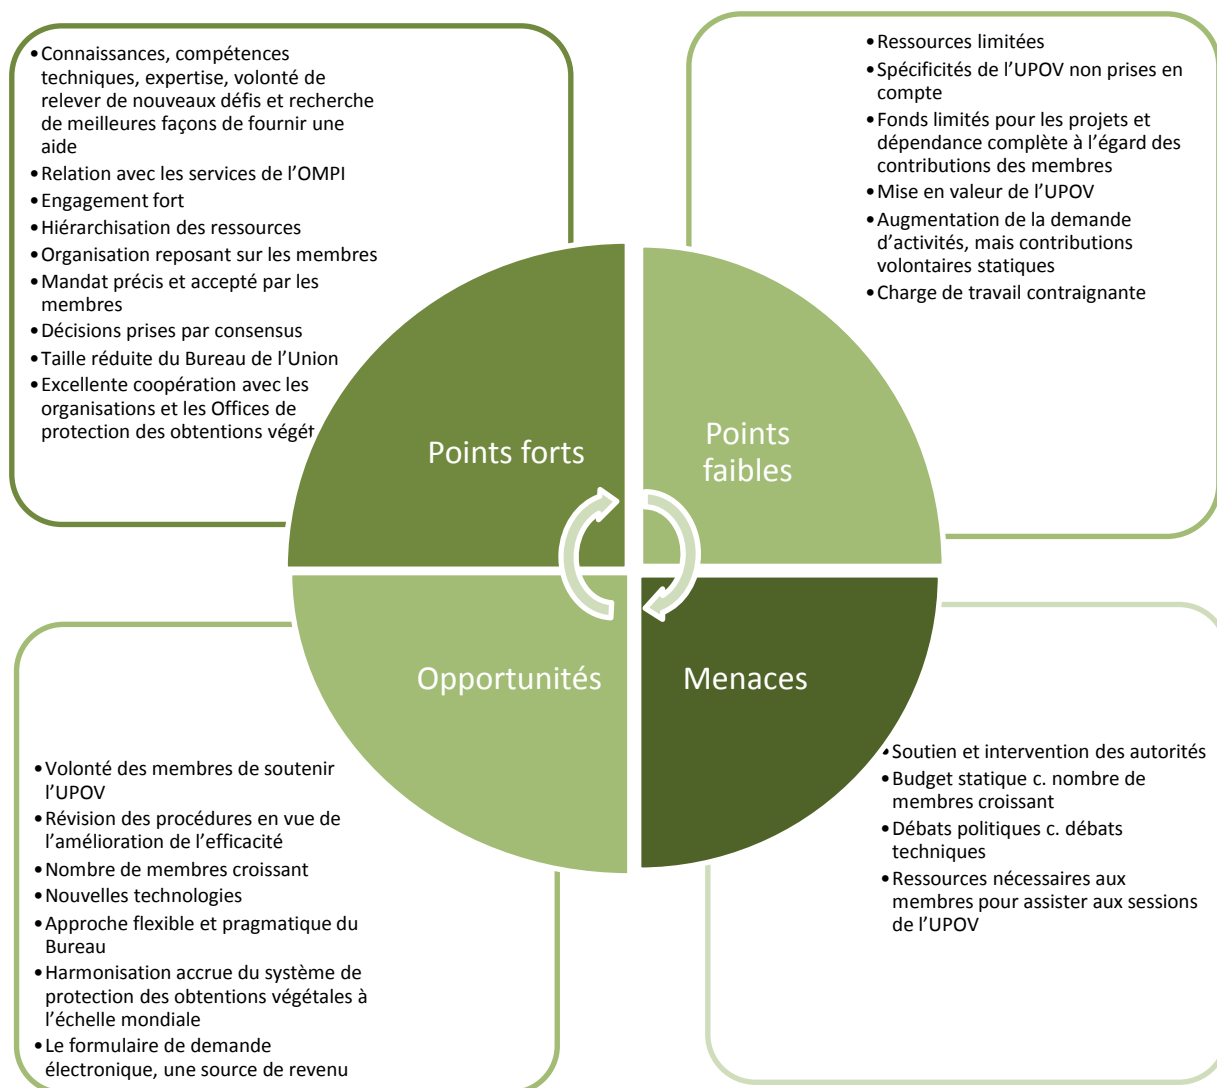 •Connaissances, compétences
techniques, expertise, volonté de
relever de nouveaux défis et recherche
de meilleures façons de fournir une
aide
•Relation avec les services de l’OMPI
•Engagement fort
•Hiérarchisation des ressources
•Organisation reposant sur les membres
•Mandat précis et accepté par les
membres
•Décisions prises par consensus
•Taille réduite du Bureau de l’Union
•Excellente coopération avec les
organisations et les Offices de
protection des obtentions végét
•Ressources limitées
•Spécificités de l’UPOV non prises en
compte
•Fonds limités pour les projets et
dépendance complète à l’égard des
contributions des membres
•Mise en valeur de l’UPOV
•Augmentation de la demande
d’activités, mais contributions
volontaires statiques
•Charge de travail contraignante
Points forts
Points
faibles
Opportunités
Menaces
•Volonté des membres de soutenir
l’UPOV
•Révision des procédures en vue de
l’amélioration de l’efficacité
•Nombre de membres croissant
•Nouvelles technologies
•Approche flexible et pragmatique du
Bureau
•Harmonisation accrue du système de
protection des obtentions végétales à
l’échelle mondiale
•Le formulaire de demande
électronique, une source de revenu
•Soutien et intervention des autorités
•Budget statique c. nombre de
membres croissant
•Débats politiques c. débats
techniques
•Ressources nécessaires aux
membres pour assister aux sessions
de l’UPOV